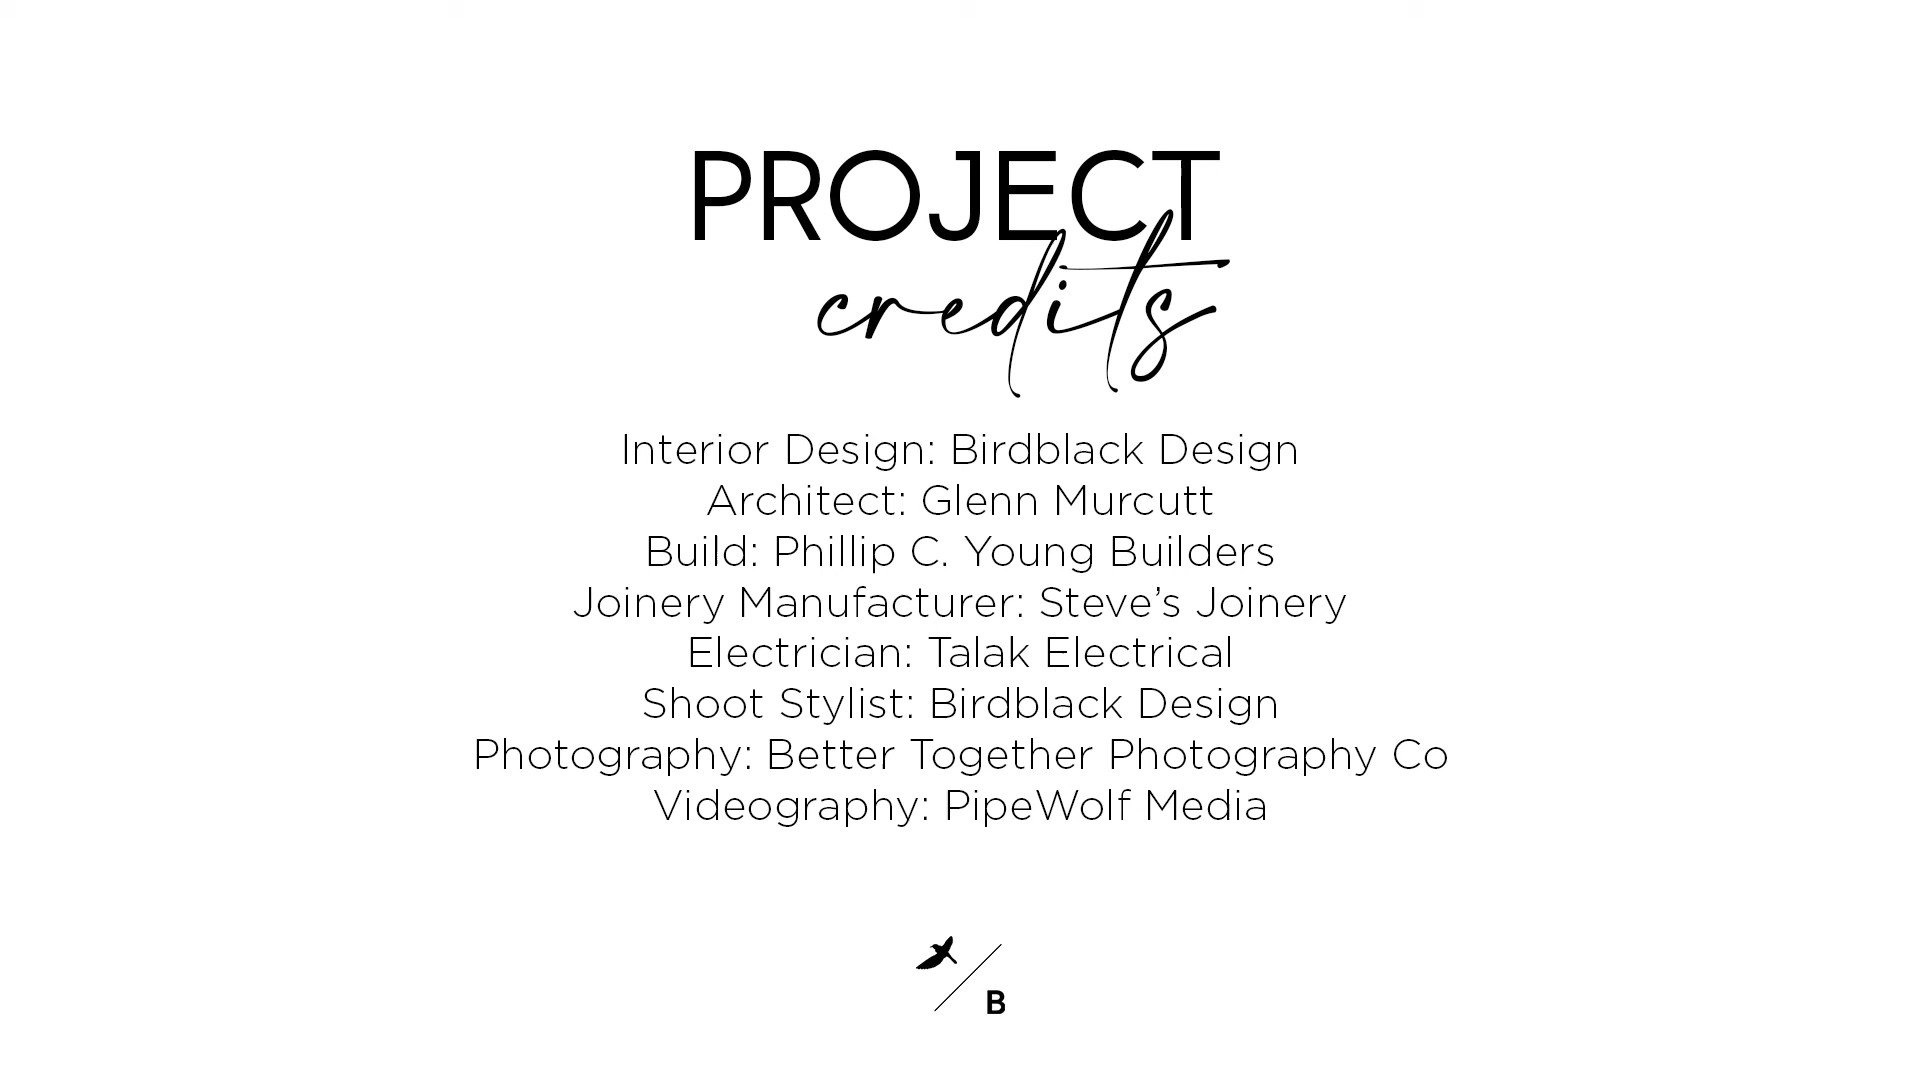 PROJECT
credits
Interior Design: Birdblack Design
Architect: Glenn Murcutt
Build: Phillip C. Young Builders
Joinery Manufacturer: Steve’s Joinery
Electrician: Talak Electrical
Shoot Stylist: Birdblack Design
Photography: Better Together Photography Co
Videography: PipeWolf Media
B